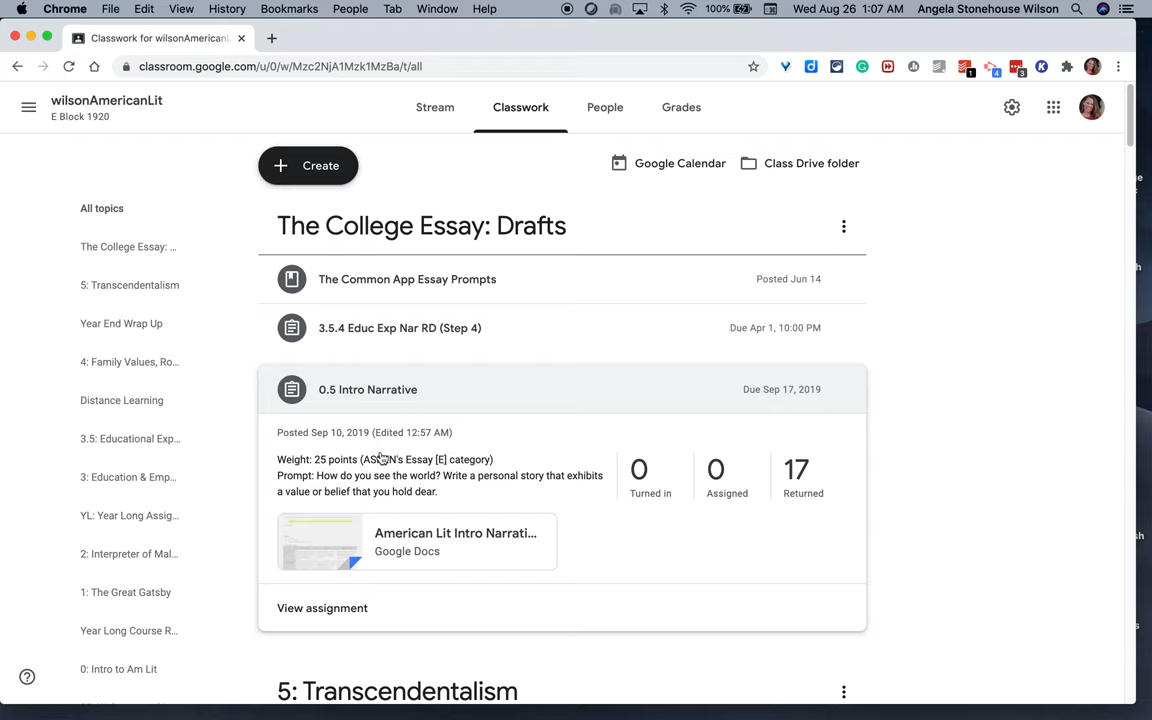 Chrome File Edit View History Bookmarks People Tab Window Help 100% Wed Aug 26 1:07 AM Angela Stonehouse Wilson
Classwork for wilsonAmericanL
classroom.google.com/u/0/w/Mzc2NjA1Mzk1MzBa/t/all
1 4 3
wilsonAmericanLit
E Block 1920
Stream Classwork People Grades
Create
Google Calendar Class Drive folder
All topics
The College Essay: ...
5: Transcendentalism
Year End Wrap Up
4: Family Values, Ro...
Distance Learning
3.5: Educational Exp...
3: Education & Emp...
YL: Year Long Assig...
2: Interpreter of Mal...
1: The Great Gatsby
Year Long Course R...
0: Intro to Am Lit
The College Essay: Drafts
The Common App Essay Prompts Posted Jun 14
3.5.4 Educ Exp Nar RD (Step 4) Due Apr 1, 10:00 PM
0.5 Intro Narrative Due Sep 17, 2019
Posted Sep 10, 2019 (Edited 12:57 AM)
Weight: 25 points Essay [E] category)
Prompt: How do you see the world? Write a personal story that exhibits
a value or belief that you hold dear.
0 0 17
Turned in Assigned Returned
American Lit Intro Narrati...
Google Docs
View assignment
5: Transcendentalism